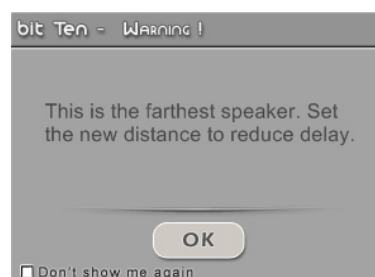 bit Ten - Warning !
This is the farthest speaker. Set
the new distance to reduce delay.
OK
Don't show me again